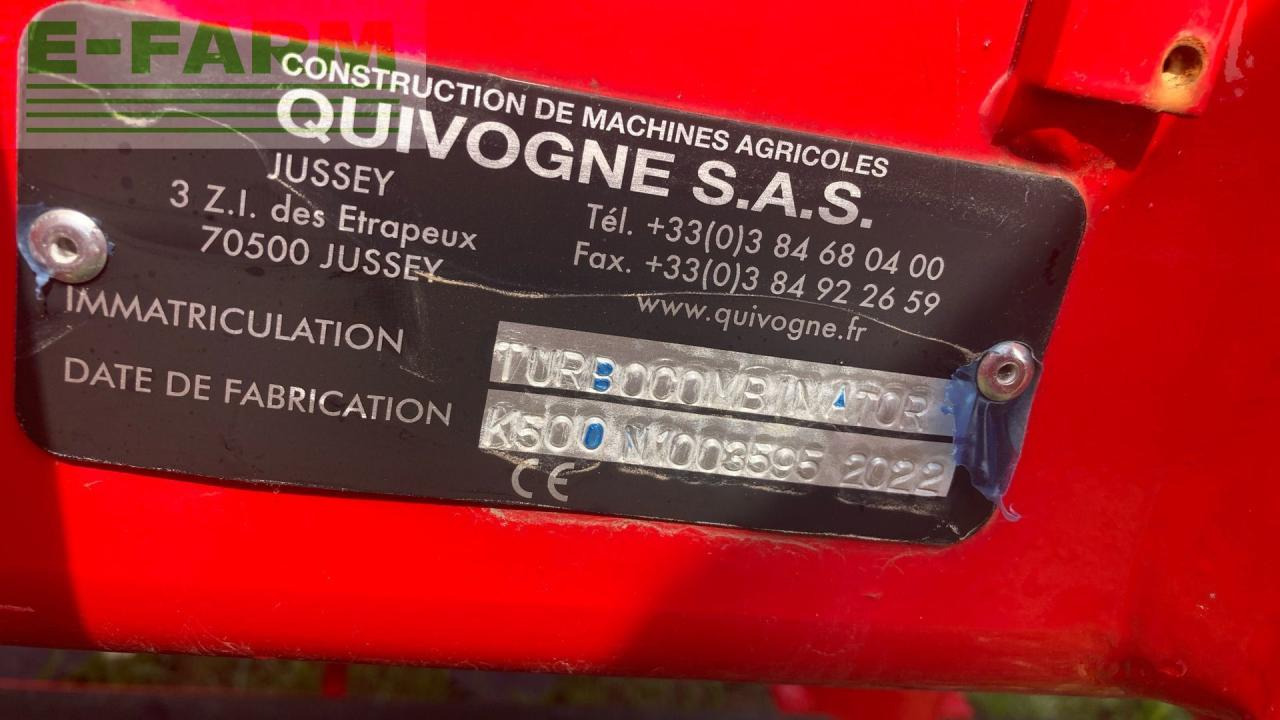 E-FARM
CONSTRUCTION DE MACHINES AGRICOLES
QUIVOGNE S.A.S.
JUSSEY
3 Z.I. des Etrapeux
70500 JUSSEY
Tél. +33(0)3 84 68 04 00
Fax. +33(0)3 84 92 26 59
www.quivogne.fr
IMMATRICULATION TURBOCOMBINATOR
DATE DE FABRICATION K500 N1003595 2022
CE